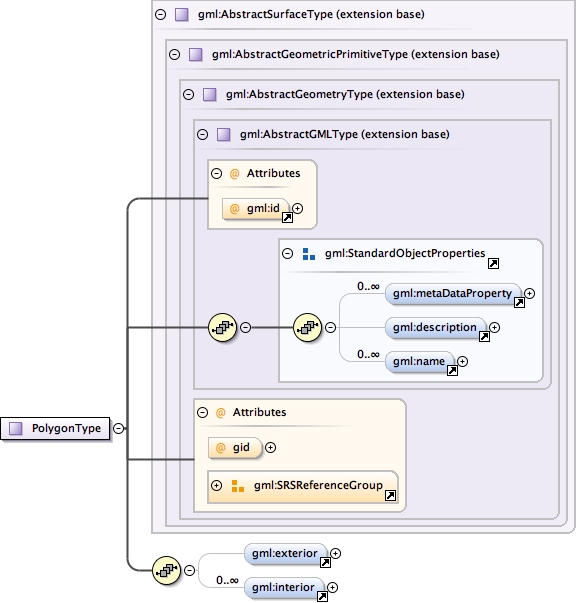 gml:AbstractSurfaceType (extension base)
gml:AbstractGeometricPrimitiveType (extension base)
gml:AbstractGeometryType (extension base)
gml:AbstractGMLType (extension base)
@ Attributes
@ gml:id
gml:StandardObjectProperties
0..∞
gml:metaDataProperty
gml:description
0..∞
gml:name
PolygonType
@ Attributes
@ gid
gml:SRSReferenceGroup
gml:exterior
0..∞
gml:interior